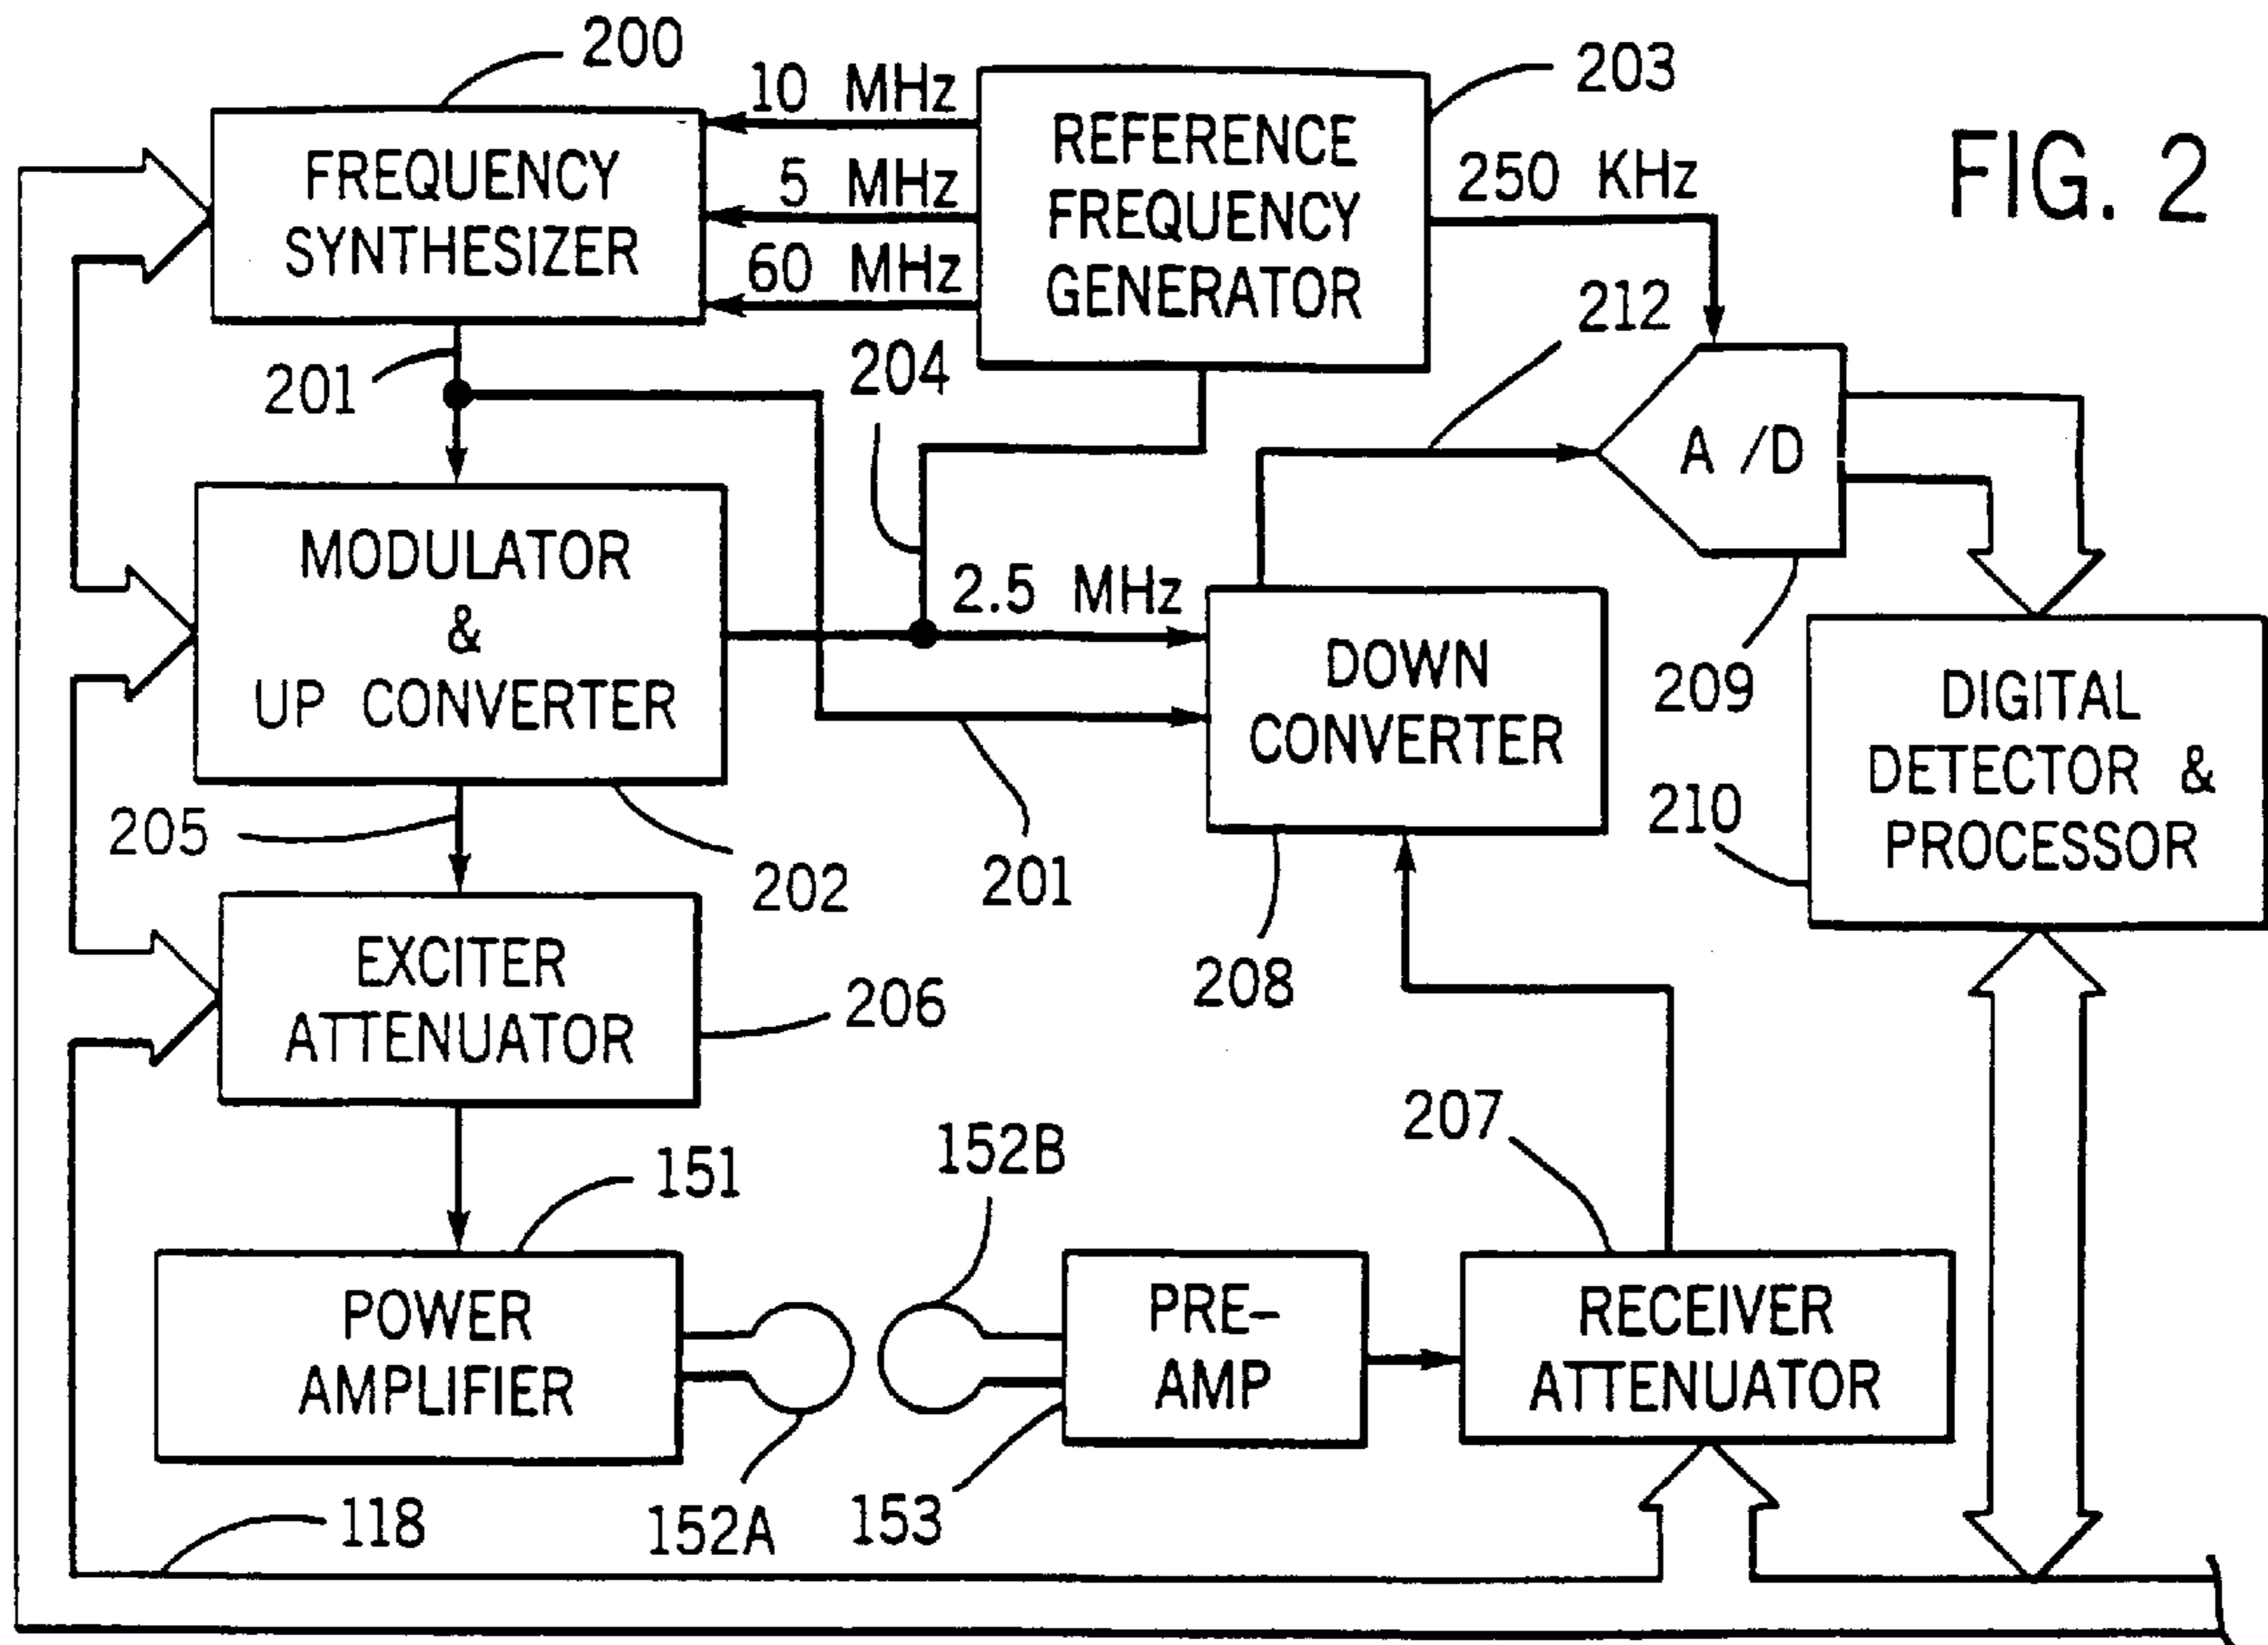 FIG. 2
200
FREQUENCY
SYNTHESIZER
10 MHz
5 MHz
60 MHz
REFERENCE
FREQUENCY
GENERATOR
203
250 KHz
201
204
212
A /D
209
MODULATOR
&
UP CONVERTER
2.5 MHz
DOWN
CONVERTER
DIGITAL
DETECTOR &
PROCESSOR
210
205
202
201
208
EXCITER
ATTENUATOR
206
207
151
152B
POWER
AMPLIFIER
PRE-
AMP
RECEIVER
ATTENUATOR
118
152A
153